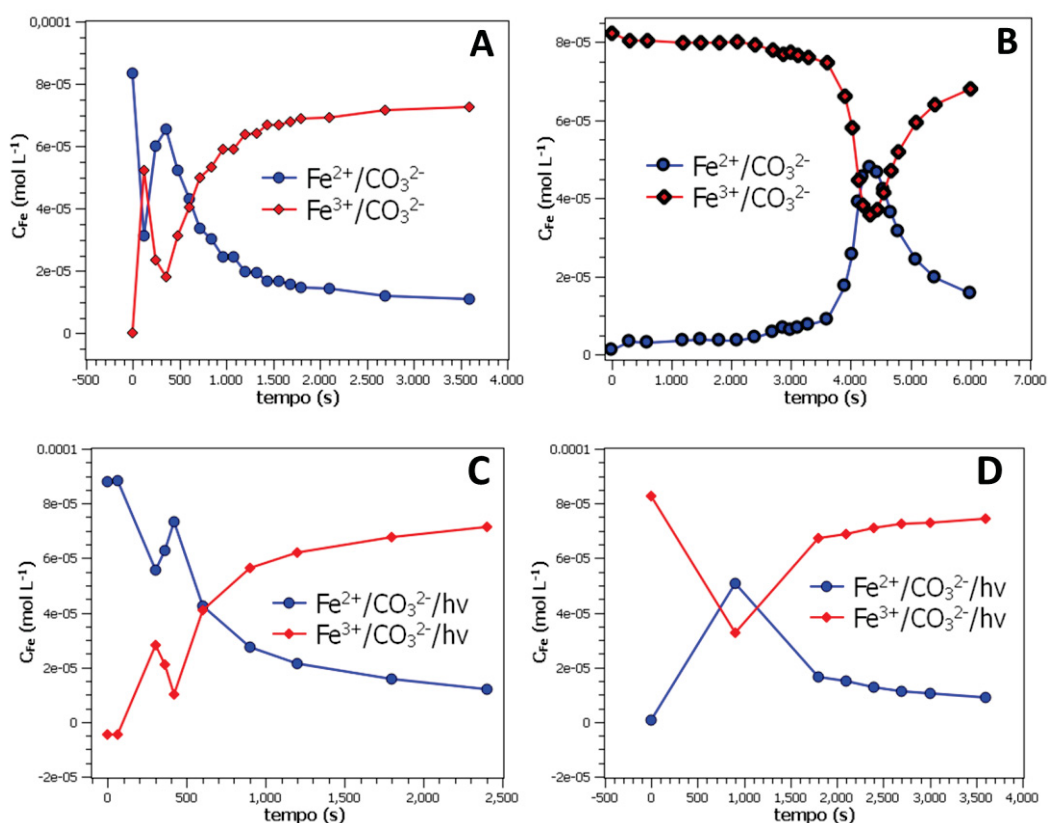 A
0,0001
8e-05
6e-05
4e-05
2e-05
0
C_Fe (mol L⁻¹)
Fe²⁺/CO₃²⁻
Fe³⁺/CO₃²⁻
-500 0 500 1.000 1.500 2.000 2.500 3.000 3.500 4.000
tempo (s)
B
8e-05
6e-05
4e-05
2e-05
0
C_Fe (mol L⁻¹)
Fe²⁺/CO₃²⁻
Fe³⁺/CO₃²⁻
0 1.000 2.000 3.000 4.000 5.000 6.000 7.000
tempo (s)
C
0.0001
8e-05
6e-05
4e-05
2e-05
0
-2e-05
C_Fe (mol L⁻¹)
Fe²⁺/CO₃²⁻/hv
Fe³⁺/CO₃²⁻/hv
0 500 1,000 1,500 2,000 2,500
tempo (s)
D
0.0001
8e-05
6e-05
4e-05
2e-05
0
-2e-05
C_Fe (mol L⁻¹)
Fe²⁺/CO₃²⁻/hv
Fe³⁺/CO₃²⁻/hv
-500 0 500 1,000 1,500 2,000 2,500 3,000 3,500 4,000
tempo (s)